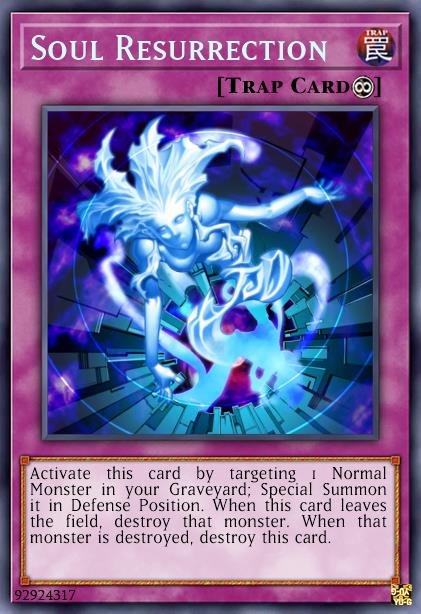 Soul Resurrection
TRAP
罠
[Trap Card]
Activate this card by targeting 1 Normal
Monster in your Graveyard; Special Summon
it in Defense Position. When this card leaves
the field, destroy that monster. When that
monster is destroyed, destroy this card.
92924317